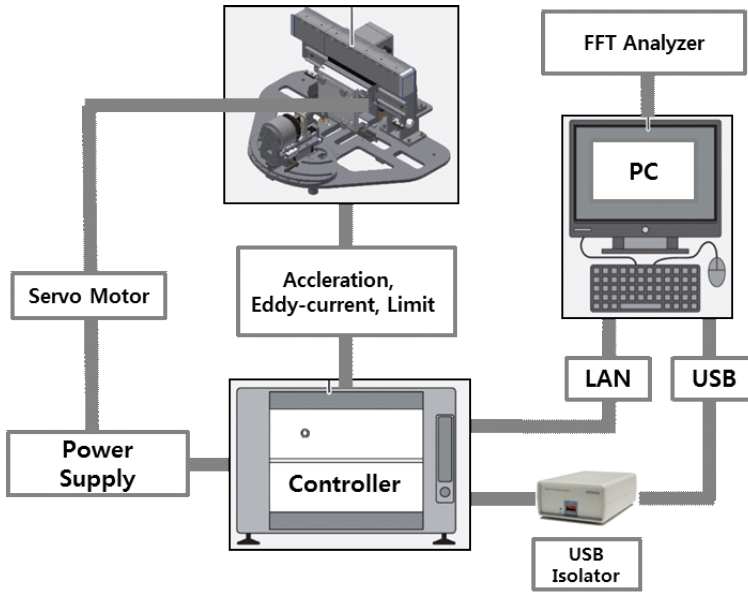 FFT Analyzer
PC
Servo Motor
Accleration,
Eddy-current, Limit
LAN
USB
Power
Supply
Controller
USB
Isolator